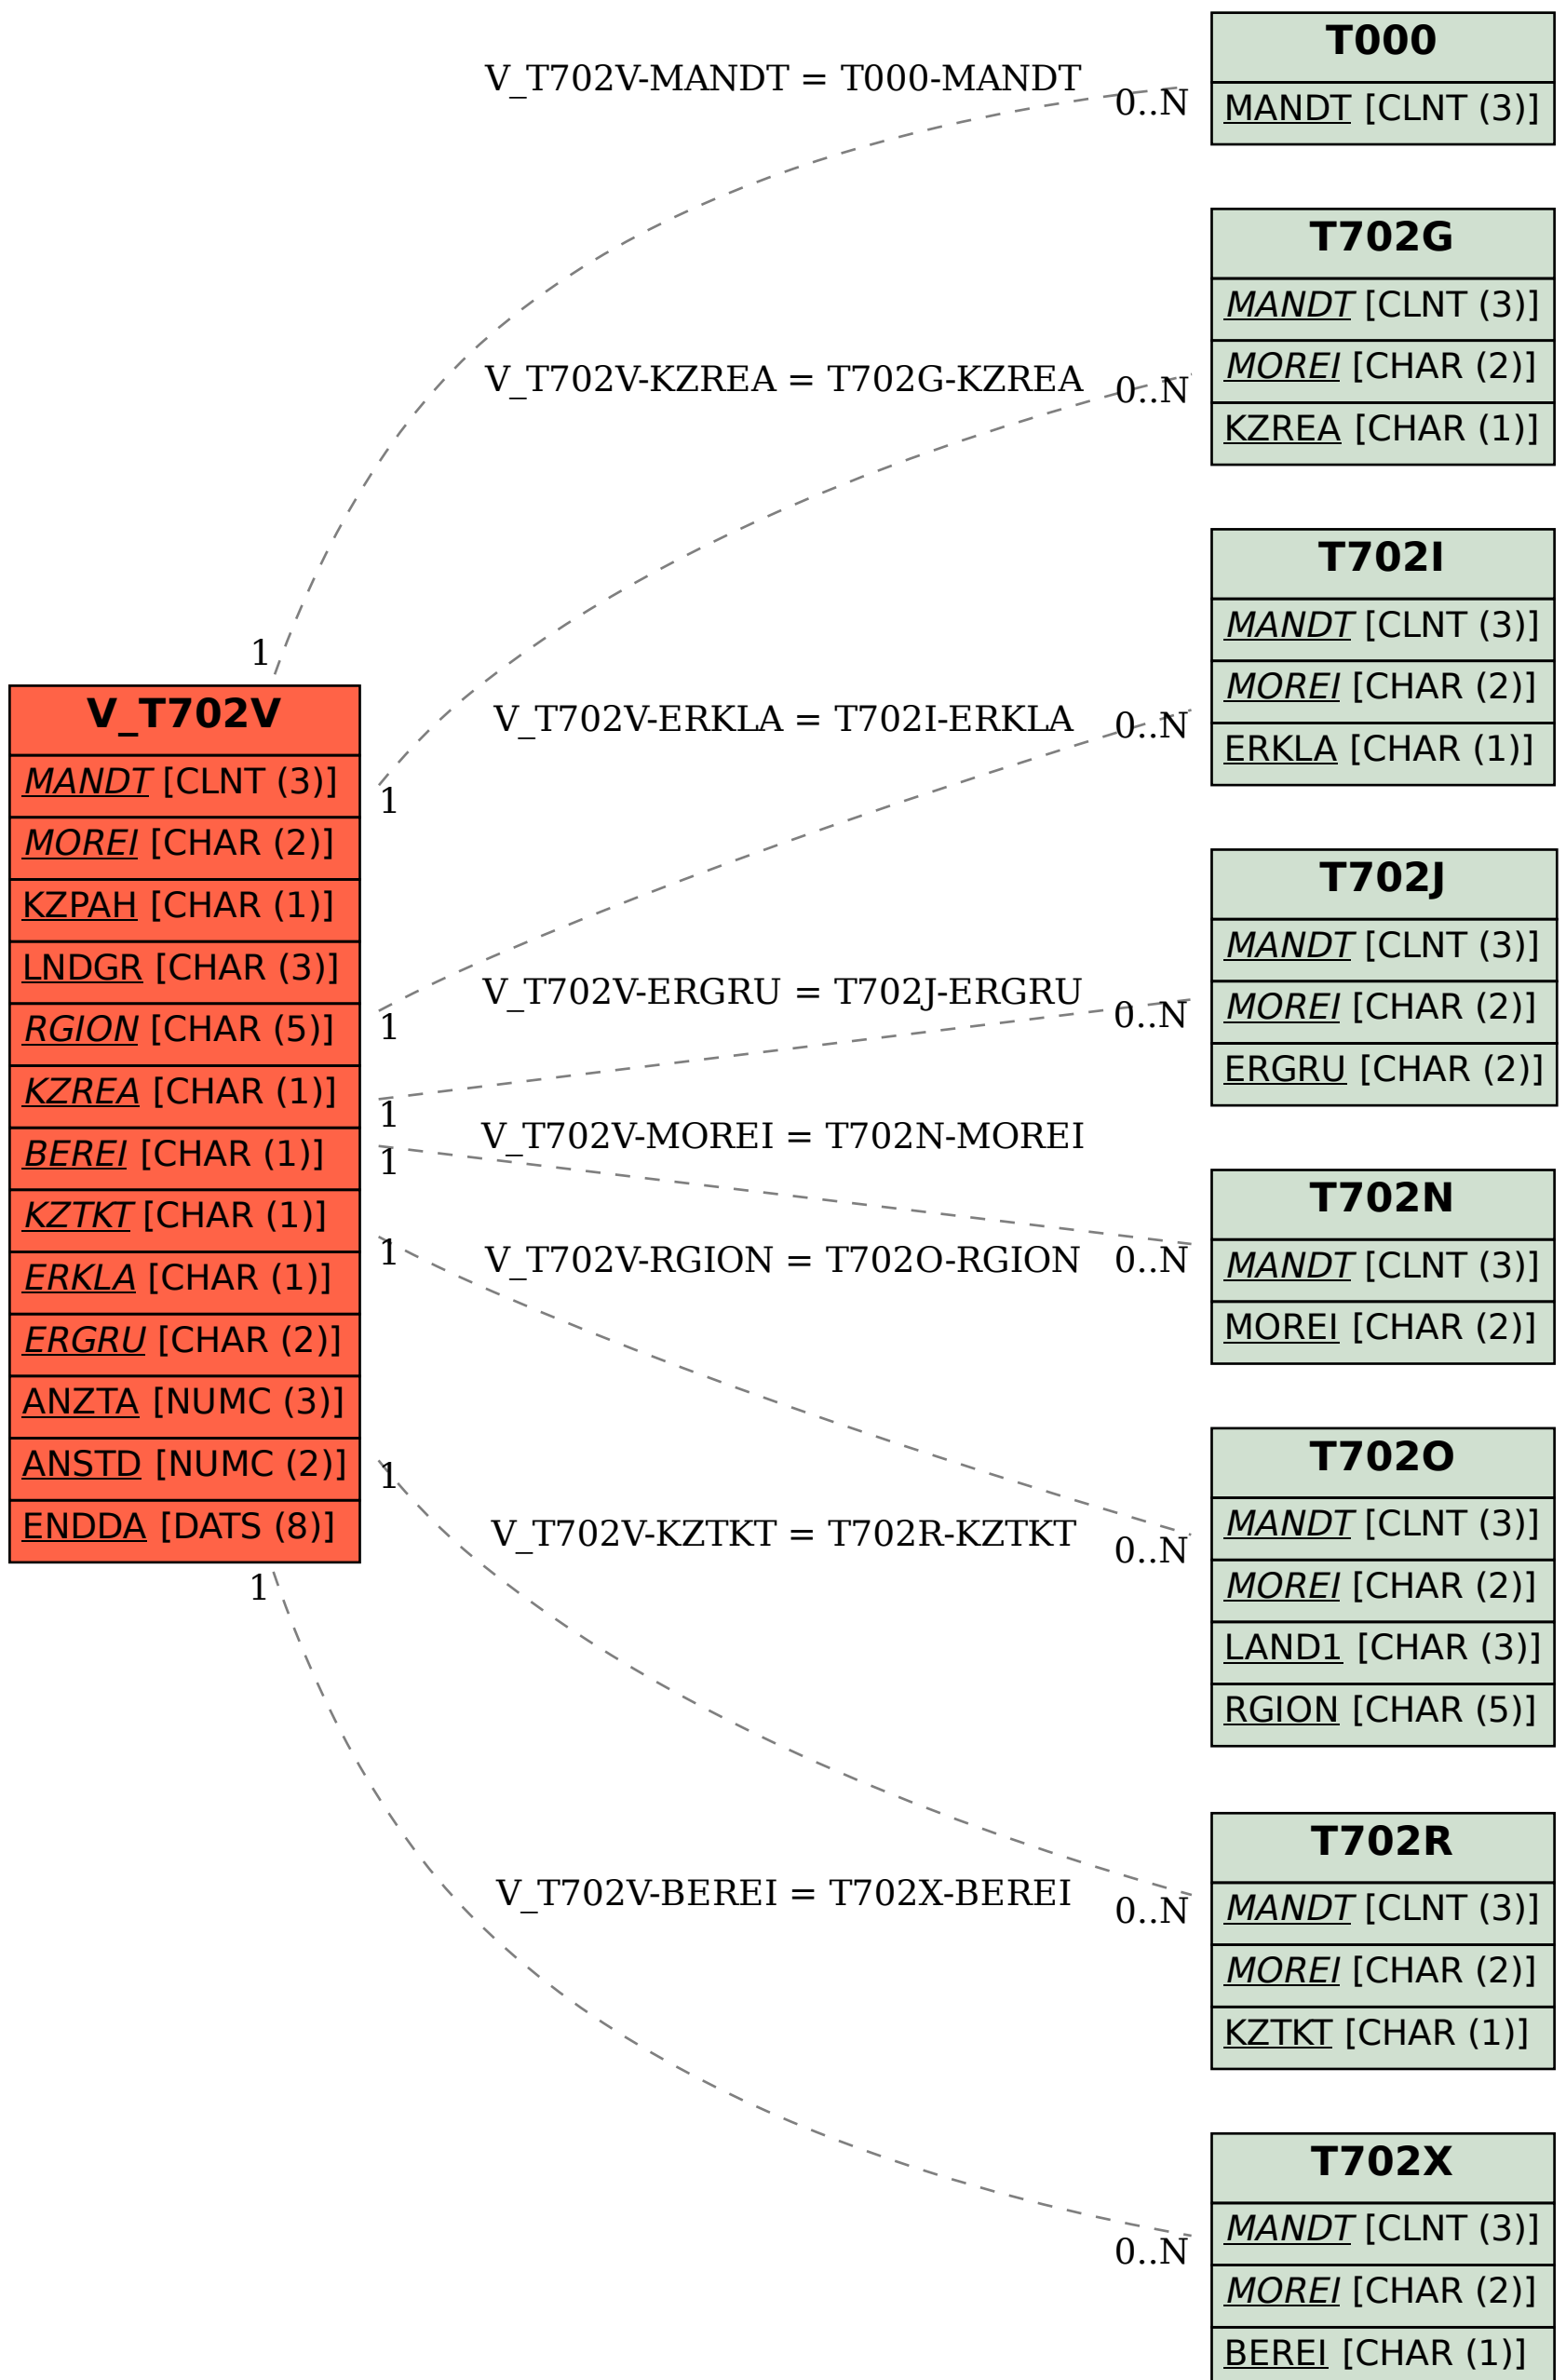 T000
MANDT [CLNT (3)]
V_T702V-MANDT = T000-MANDT
0..N
1
T702G
MANDT [CLNT (3)]
MOREI [CHAR (2)]
KZREA [CHAR (1)]
V_T702V-KZREA = T702G-KZREA
0..N
1
T702I
MANDT [CLNT (3)]
MOREI [CHAR (2)]
ERKLA [CHAR (1)]
V_T702V-ERKLA = T702I-ERKLA
0..N
1
V_T702V
MANDT [CLNT (3)]
MOREI [CHAR (2)]
KZPAH [CHAR (1)]
LNDGR [CHAR (3)]
RGION [CHAR (5)]
KZREA [CHAR (1)]
BEREI [CHAR (1)]
KZTKT [CHAR (1)]
ERKLA [CHAR (1)]
ERGRU [CHAR (2)]
ANZTA [NUMC (3)]
ANSTD [NUMC (2)]
ENDDA [DATS (8)]
T702J
MANDT [CLNT (3)]
MOREI [CHAR (2)]
ERGRU [CHAR (2)]
V_T702V-ERGRU = T702J-ERGRU
0..N
1
V_T702V-MOREI = T702N-MOREI
1
0..N
T702N
MANDT [CLNT (3)]
MOREI [CHAR (2)]
V_T702V-RGION = T702O-RGION
1
0..N
T702O
MANDT [CLNT (3)]
MOREI [CHAR (2)]
LAND1 [CHAR (3)]
RGION [CHAR (5)]
V_T702V-KZTKT = T702R-KZTKT
1
0..N
T702R
MANDT [CLNT (3)]
MOREI [CHAR (2)]
KZTKT [CHAR (1)]
V_T702V-BEREI = T702X-BEREI
1
0..N
T702X
MANDT [CLNT (3)]
MOREI [CHAR (2)]
BEREI [CHAR (1)]